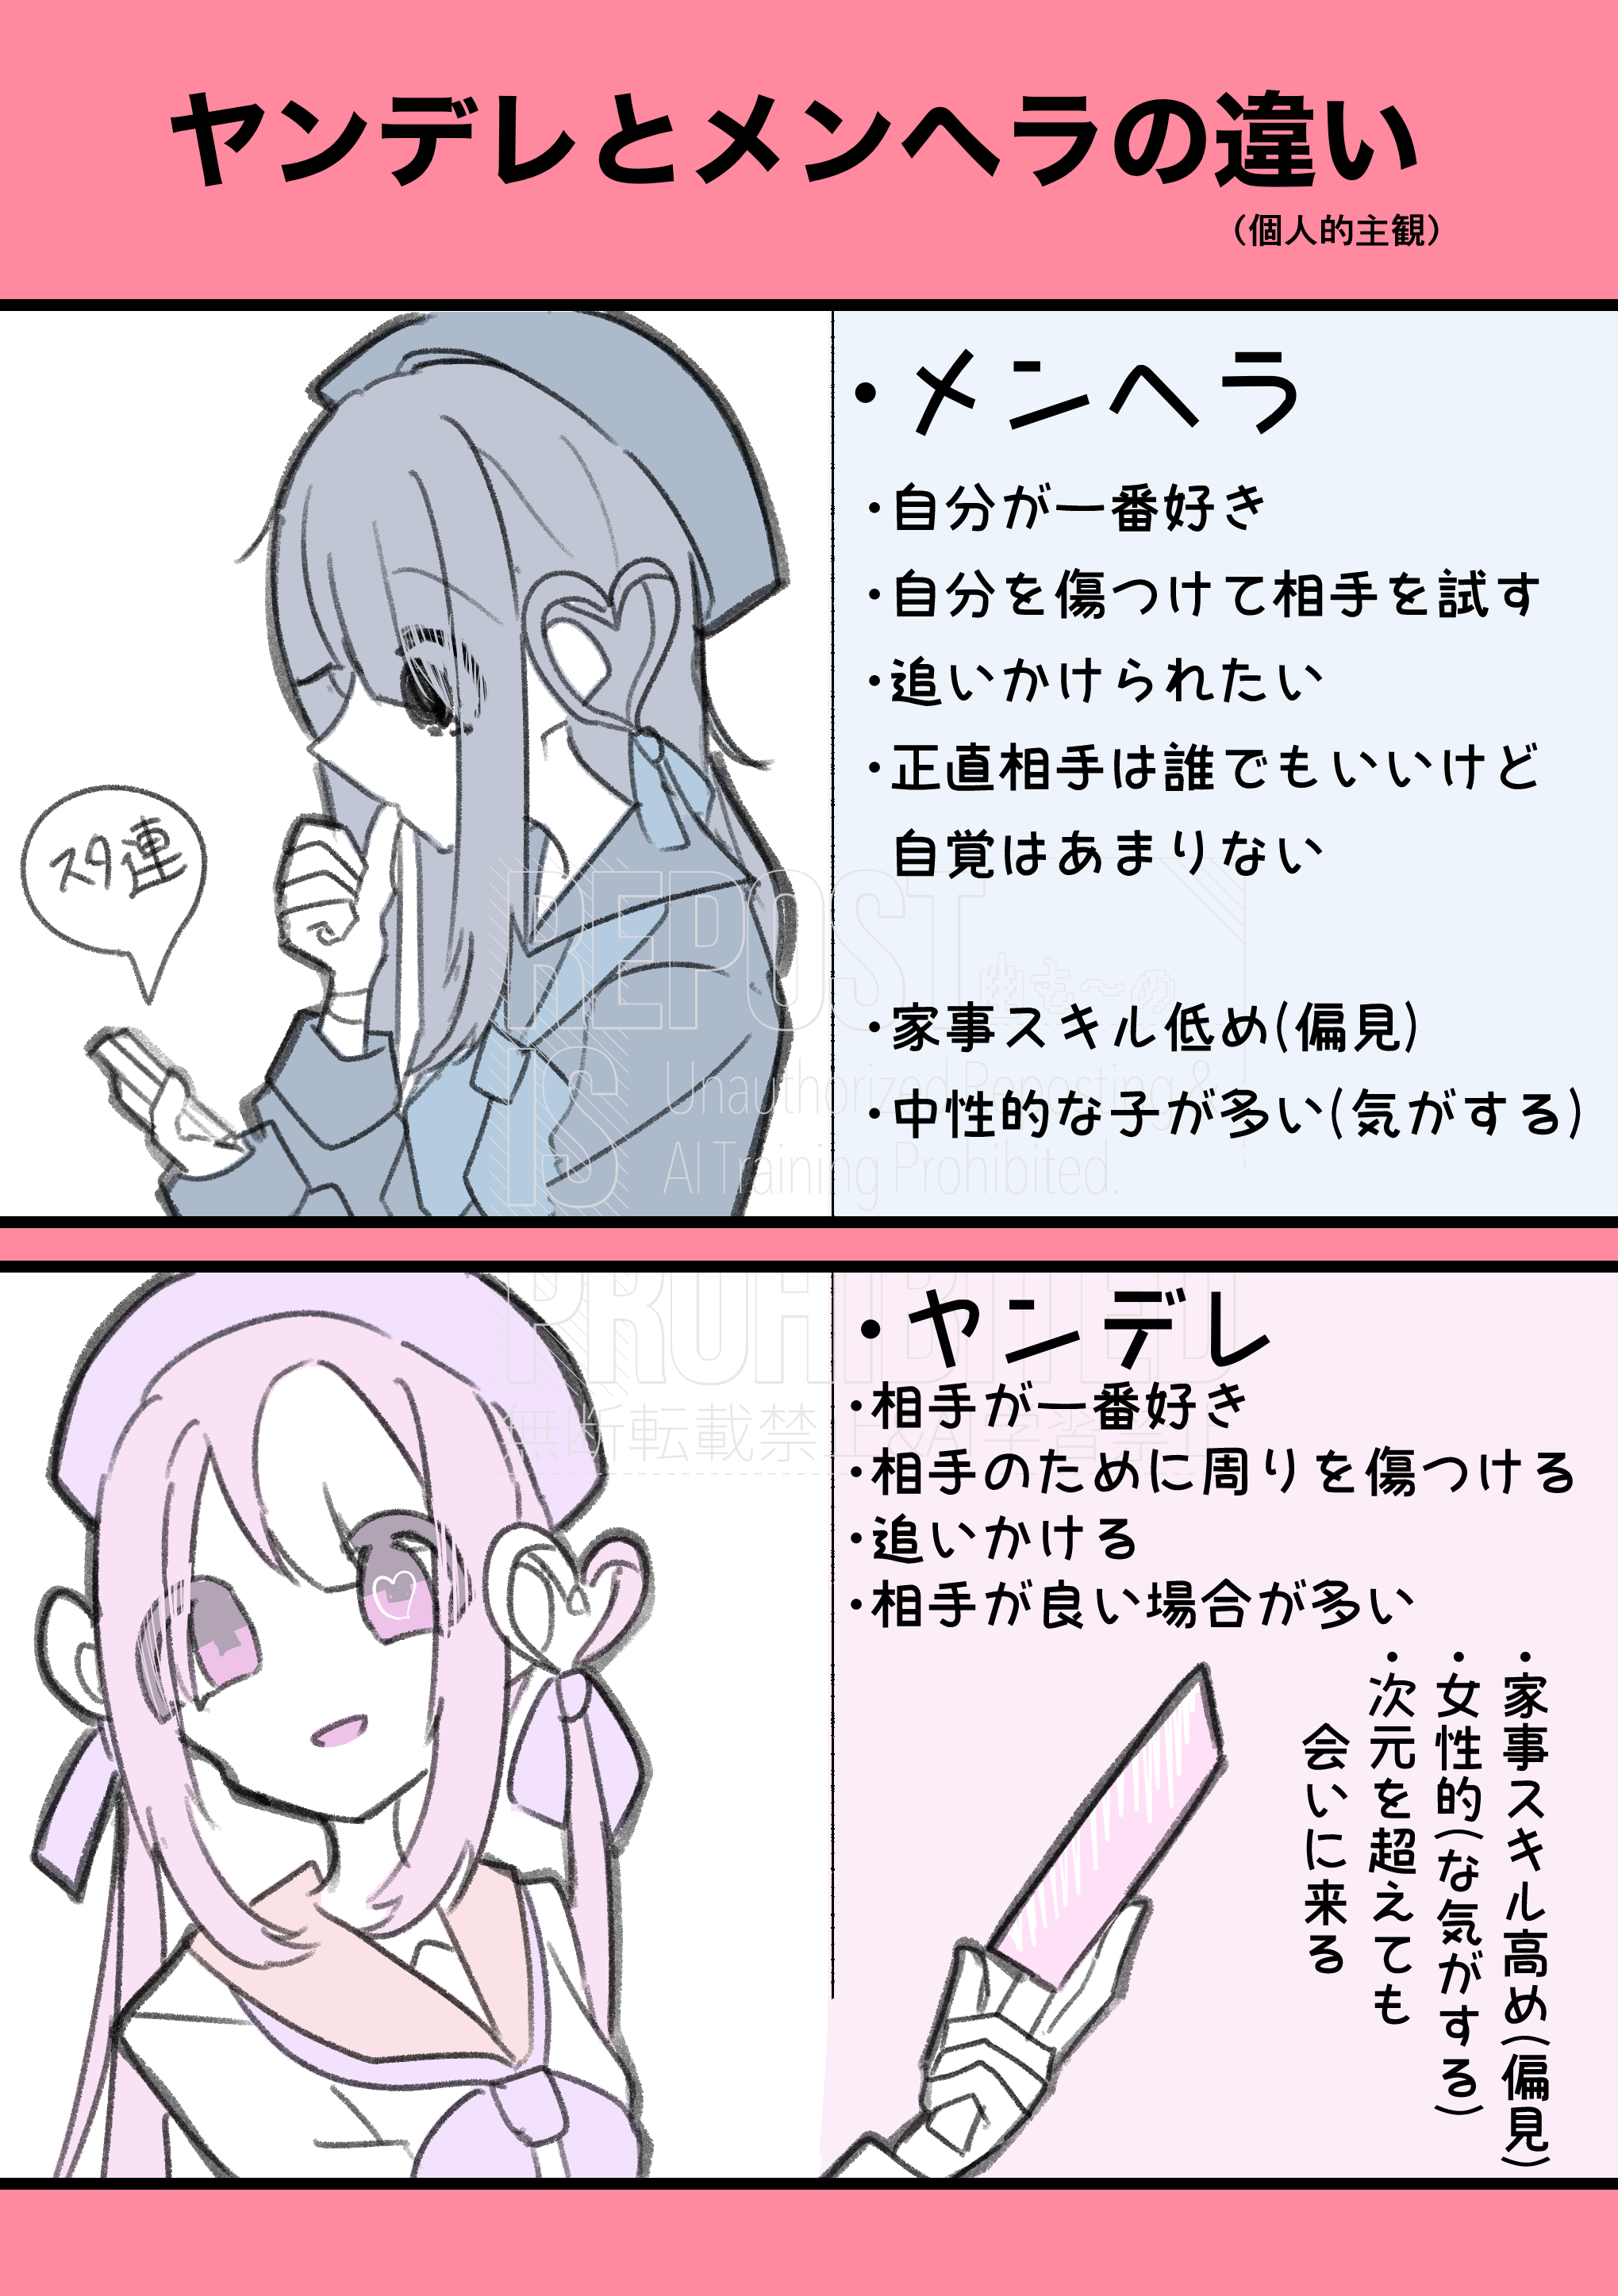 ヤンデレとメンヘラの違い
（個人的主観）
・メンヘラ
・自分が一番好き
・自分を傷つけて相手を試す
・追いかけられたい
・正直相手は誰でもいいけど
自覚はあまりない
・家事スキル低め(偏見)
・中性的な子が多い(気がする)
スタ連
REPOST
IS
PROHIBITED
Unauthorized Reposting &
AI Training Prohibited.
無断転載禁止&AI学習禁止
・ヤンデレ
・相手が一番好き
・相手のために周りを傷つける
・追いかける
・相手が良い場合が多い
・家事スキル高め(偏見)
・女性的(な気がする)
・次元を超えても
会いに来る